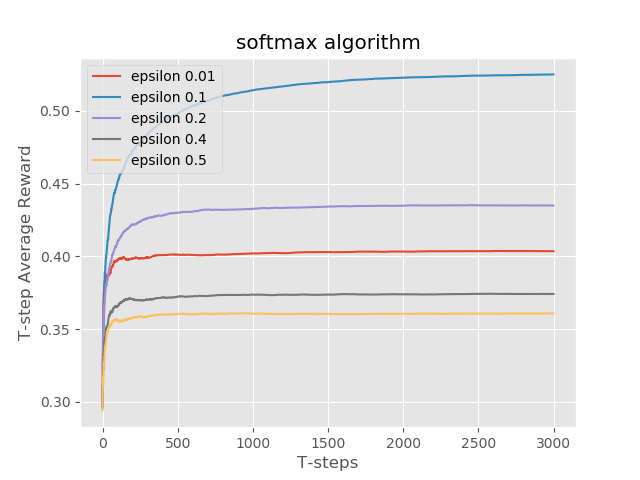 softmax algorithm
epsilon 0.01
epsilon 0.1
epsilon 0.2
epsilon 0.4
epsilon 0.5
T-step Average Reward
0.50
0.45
0.40
0.35
0.30
0 500 1000 1500 2000 2500 3000
T-steps